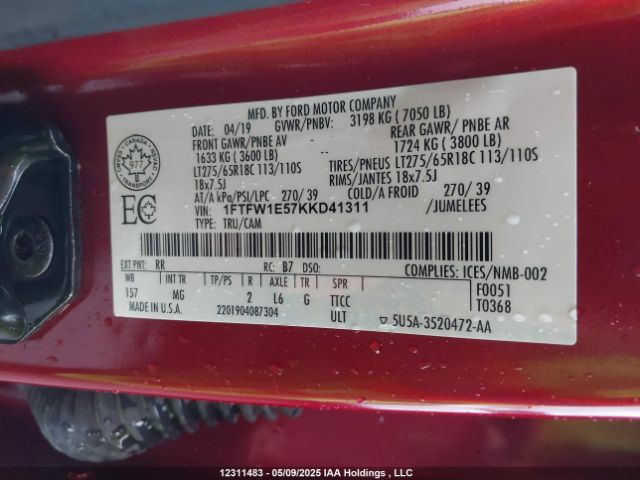 MFD. BY FORD MOTOR COMPANY
04/19 GVWR/PNBV: 3198 KG ( 7050 LB)
FRONT GAWR/PNBE AV REAR GAWR/ PNBE AR
1633 KG ( 3600 LB) -- 1724 KG ( 3800 LB)
LT275/65R18C 113/110S TIRES/PNEUS LT275/65R18C 113/110S
18x7.5J RIMS/JANTES 18x7.5J
AT/A kPa/PSI/LPC 270/ 39 COLD/A FROID 270/ 39
VIN: 1FTFW1E57KKD41311 /JUMELEES
TYPE: TRU/CAM
CANADA
977
TRANSPORT
EC
EXT PNT: RR RC: B7 DSO: COMPLIES: ICES/NMB-002
WB INT TR TP/PS R AXLE TR SPR F0051
157 MG 2 L6 G TTCC T0368
MADE IN U.S.A. 2201904087304 ULT 5U5A-3520472-AA
12311483 - 05/09/2025 IAA Holdings , LLC